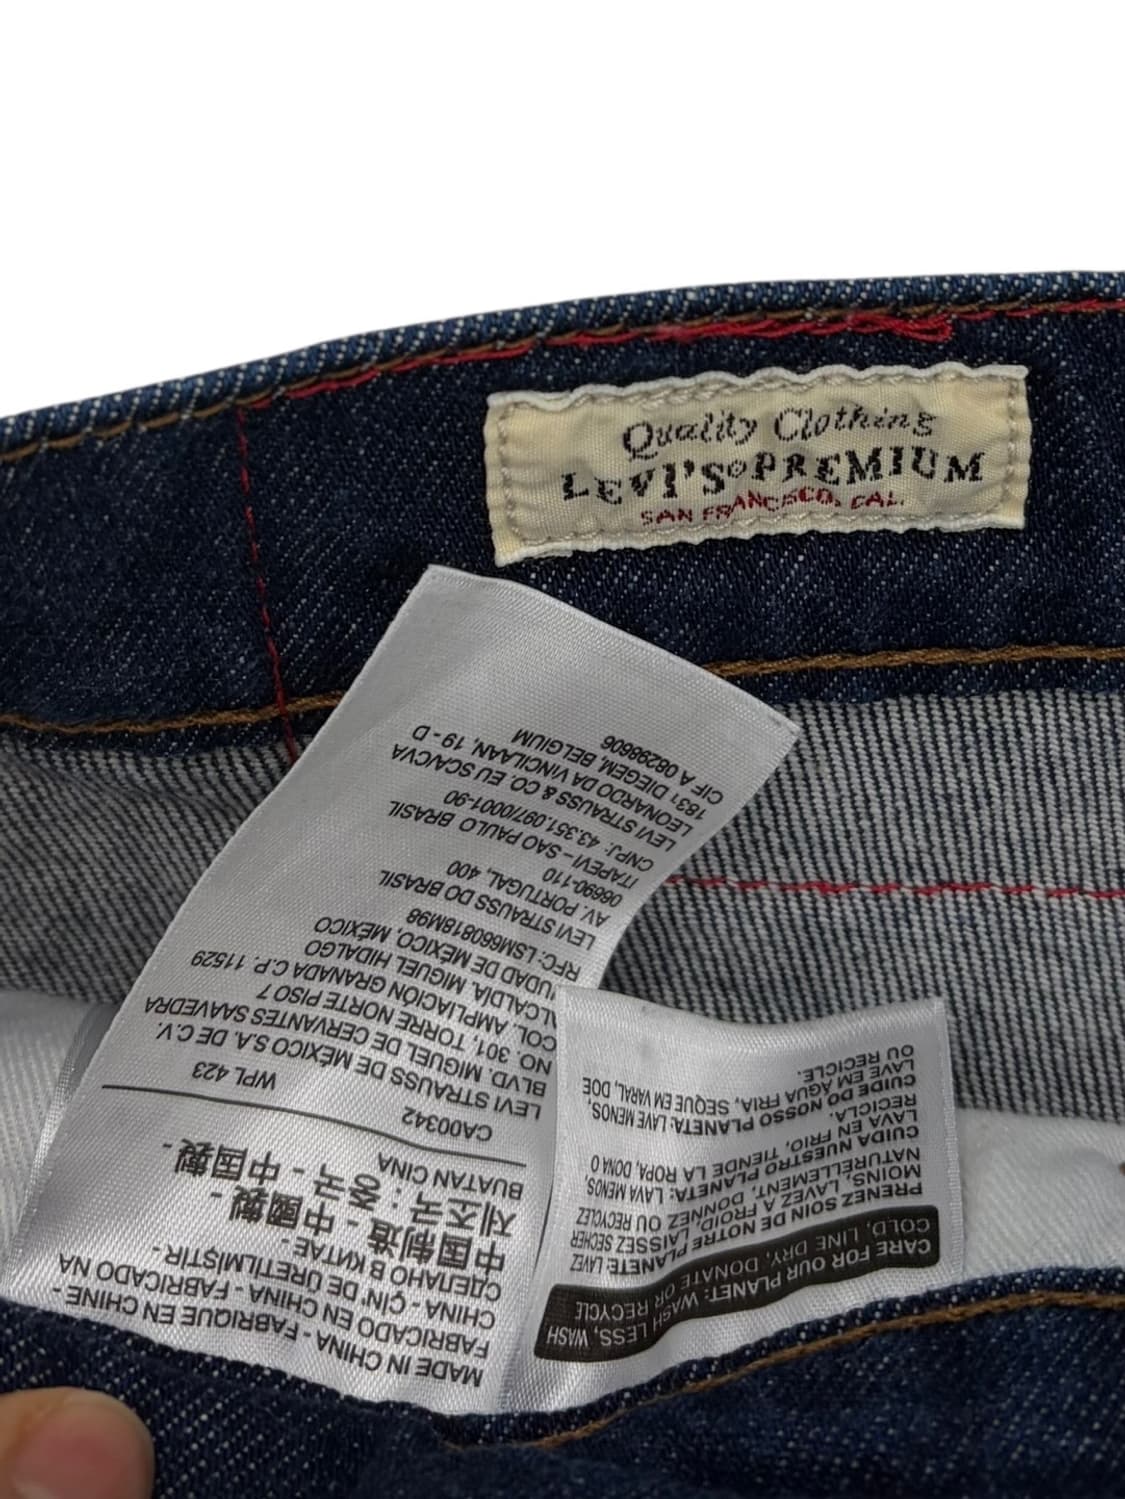 Quality Clothing
LEVI'S PREMIUM
SAN FRANCISCO, CAL.
MADE IN CHINA - FABRIQUE EN CHINE -
FABRICADO EN CHINA - FABRICADO NA
CHINA - ÇİN' DE ÜRETİLMİŞTİR -
СДЕЛАНО В КИТАЕ -
中国制造 - 中國製 -
제조국 : 중국 - 中国製 -
BUATAN CINA
CA00342 WPL 423
LEVI STRAUSS DE MÉXICO S.A. DE C.V.
BLVD. MIGUEL DE CERVANTES SAAVEDRA
NO. 301, TORRE NORTE PISO 7
COL. AMPLIACIÓN GRANADA C.P. 11529
ALCALDÍA. MIGUEL HIDALGO
CIUDAD DE MÉXICO, MÉXICO
RFC: LSM660818M98
LEVI STRAUSS DO BRASIL
AV. PORTUGAL, 400
06690-110
ITAPEVI – SAO PAULO BRASIL
CNPJ: 43.351.097/0001-90
LEVI STRAUSS & CO. EU SCA/CVA
LEONARDO DA VINCILAAN, 19 - D
1831 DIEGEM, BELGIUM
CIF A 08298606
CARE FOR OUR PLANET: WASH LESS, WASH
COLD, LINE DRY, DONATE OR RECYCLE
PRENEZ SOIN DE NOTRE PLANETE LAVEZ
MOINS, LAVEZ A FROID, LAISSEZ SECHER
NATURELLEMENT, DONNEZ OU RECYCLEZ
CUIDA NUESTRO PLANETA: LAVA MENOS,
LAVA EN FRIO, TIENDE LA ROPA, DONA O
RECICLA.
CUIDE DO NOSSO PLANETA: LAVE MENOS,
LAVE EM ÁGUA FRIA, SEQUE EM VARAL, DOE
OU RECICLE.